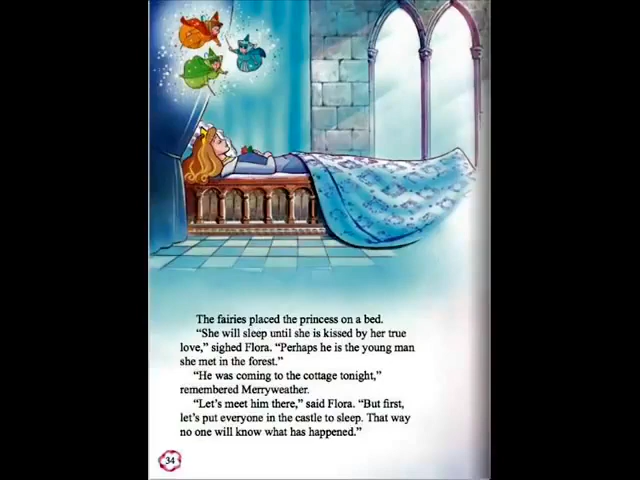 The fairies placed the princess on a bed.
“She will sleep until she is kissed by her true
love,” sighed Flora. “Perhaps he is the young man
she met in the forest.”
“He was coming to the cottage tonight,”
remembered Merryweather.
“Let’s meet him there,” said Flora. “But first,
let’s put everyone in the castle to sleep. That way
no one will know what has happened.”
34